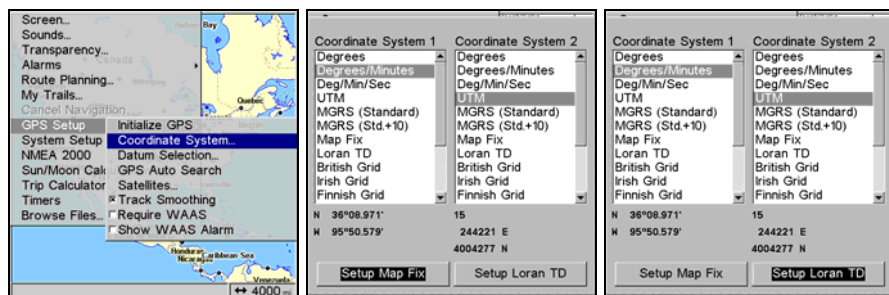 Screen...
Sounds...
Transparency...
Alarms
Route Planning...
My Trails...
Cancel Navigation
GPS Setup
System Setup
NMEA 2000
Sun/Moon Calc
Trip Calculator
Timers
Browse Files...
Initialize GPS
Coordinate System...
Datum Selection...
GPS Auto Search
Satellites...
Track Smoothing
Require WAAS
Show WAAS Alarm
Bay
Canada
Quebec
Honduras
Nicaragua
Caribbean Sea
Venezuela
4000 mi
Coordinate System 1
Degrees
Degrees/Minutes
Deg/Min/Sec
UTM
MGRS (Standard)
MGRS (Std.+10)
Map Fix
Loran TD
British Grid
Irish Grid
Finnish Grid
N 36°08.971'
W 95°50.579'
Setup Map Fix
Coordinate System 2
Degrees
Degrees/Minutes
Deg/Min/Sec
UTM
MGRS (Standard)
MGRS (Std.+10)
Map Fix
Loran TD
British Grid
Irish Grid
Finnish Grid
15
244221 E
4004277 N
Setup Loran TD
Coordinate System 1
Degrees
Degrees/Minutes
Deg/Min/Sec
UTM
MGRS (Standard)
MGRS (Std.+10)
Map Fix
Loran TD
British Grid
Irish Grid
Finnish Grid
N 36°08.971'
W 95°50.579'
Setup Map Fix
Coordinate System 2
Degrees
Degrees/Minutes
Deg/Min/Sec
UTM
MGRS (Standard)
MGRS (Std.+10)
Map Fix
Loran TD
British Grid
Irish Grid
Finnish Grid
15
244221 E
4004277 N
Setup Loran TD